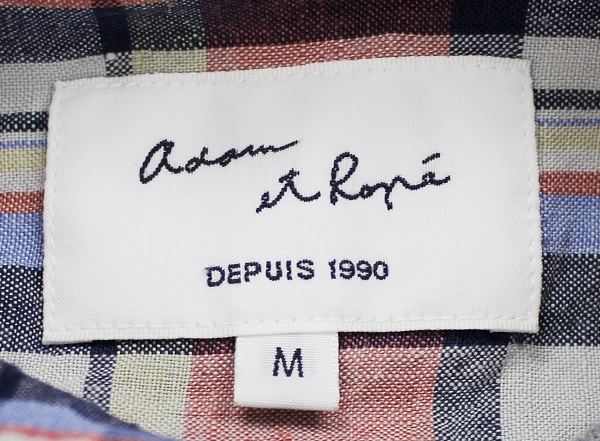 Adam
et Ropé
DEPUIS 1990
M